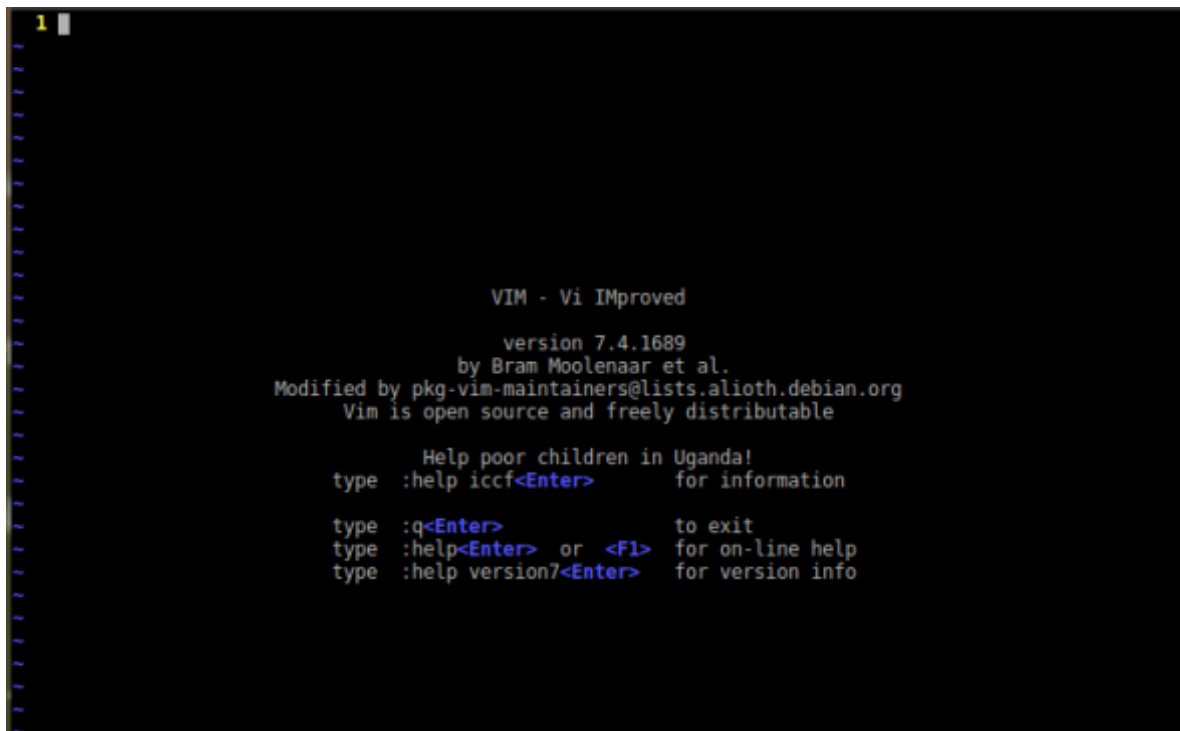 1
~
~
~
~
~
~
~
~
~
~
~
~ VIM - Vi IMproved
~
~ version 7.4.1689
~ by Bram Moolenaar et al.
~ Modified by pkg-vim-maintainers@lists.alioth.debian.org
~ Vim is open source and freely distributable
~
~ Help poor children in Uganda!
~ type :help iccf<Enter> for information
~
~ type :q<Enter> to exit
~ type :help<Enter> or <F1> for on-line help
~ type :help version7<Enter> for version info
~
~
~
~
~
~
~